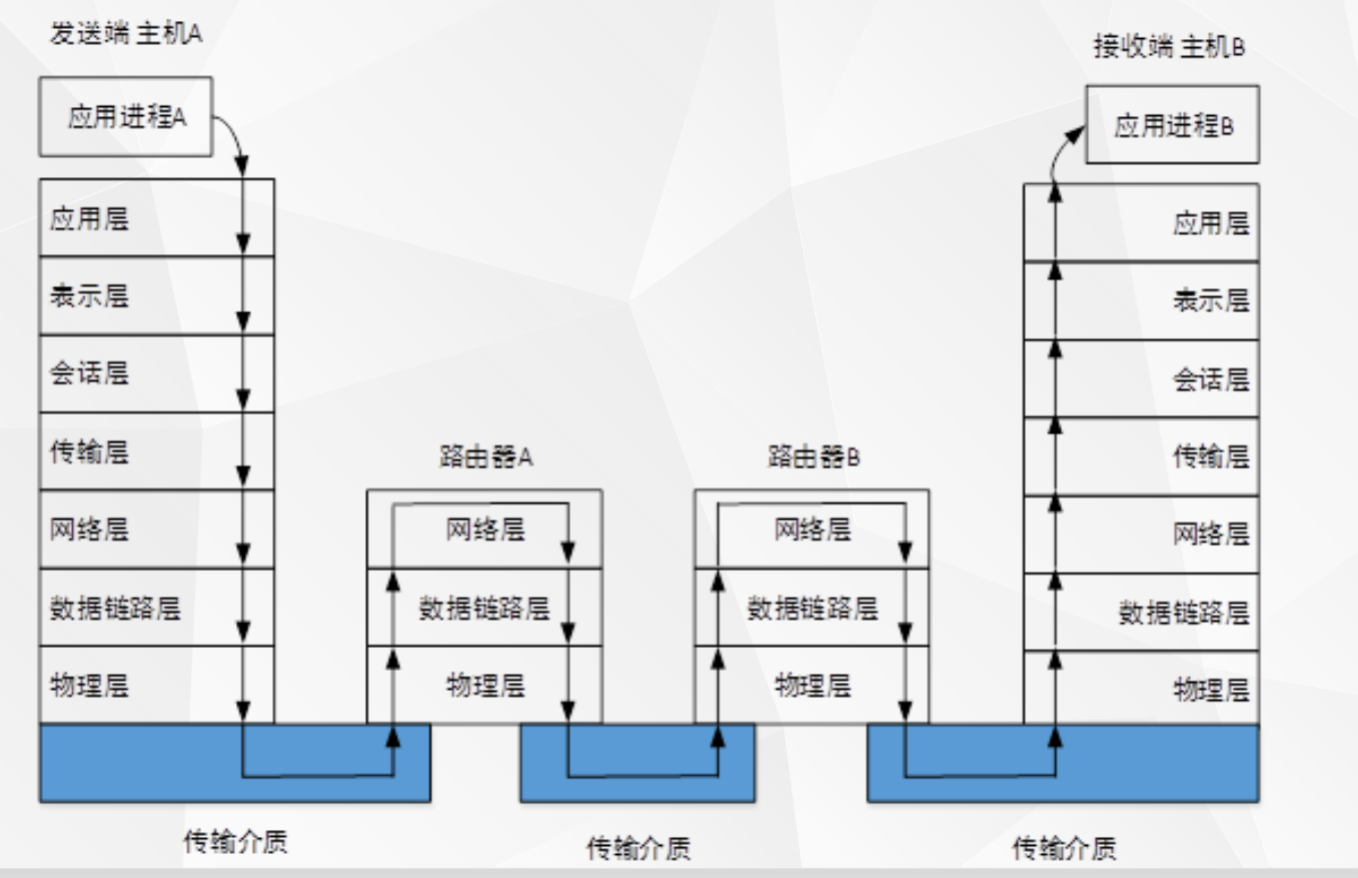 发送端 主机A
应用进程A
应用层
表示层
会话层
传输层
网络层
数据链路层
物理层
传输介质
路由器A
网络层
数据链路层
物理层
传输介质
路由器B
网络层
数据链路层
物理层
传输介质
接收端 主机B
应用进程B
应用层
表示层
会话层
传输层
网络层
数据链路层
物理层